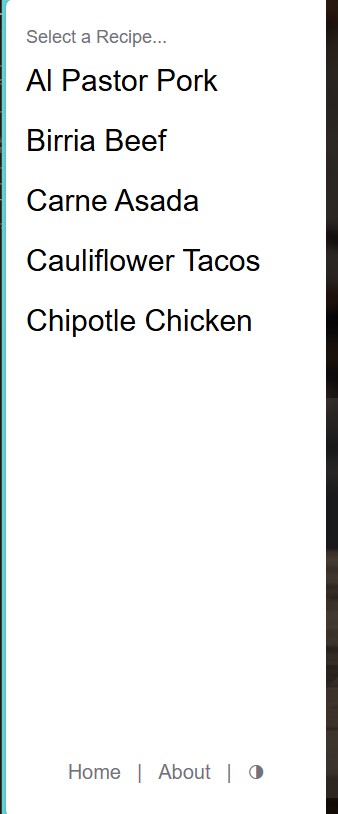 Select a Recipe...
Al Pastor Pork
Birria Beef
Carne Asada
Cauliflower Tacos
Chipotle Chicken
Home | About | ◑